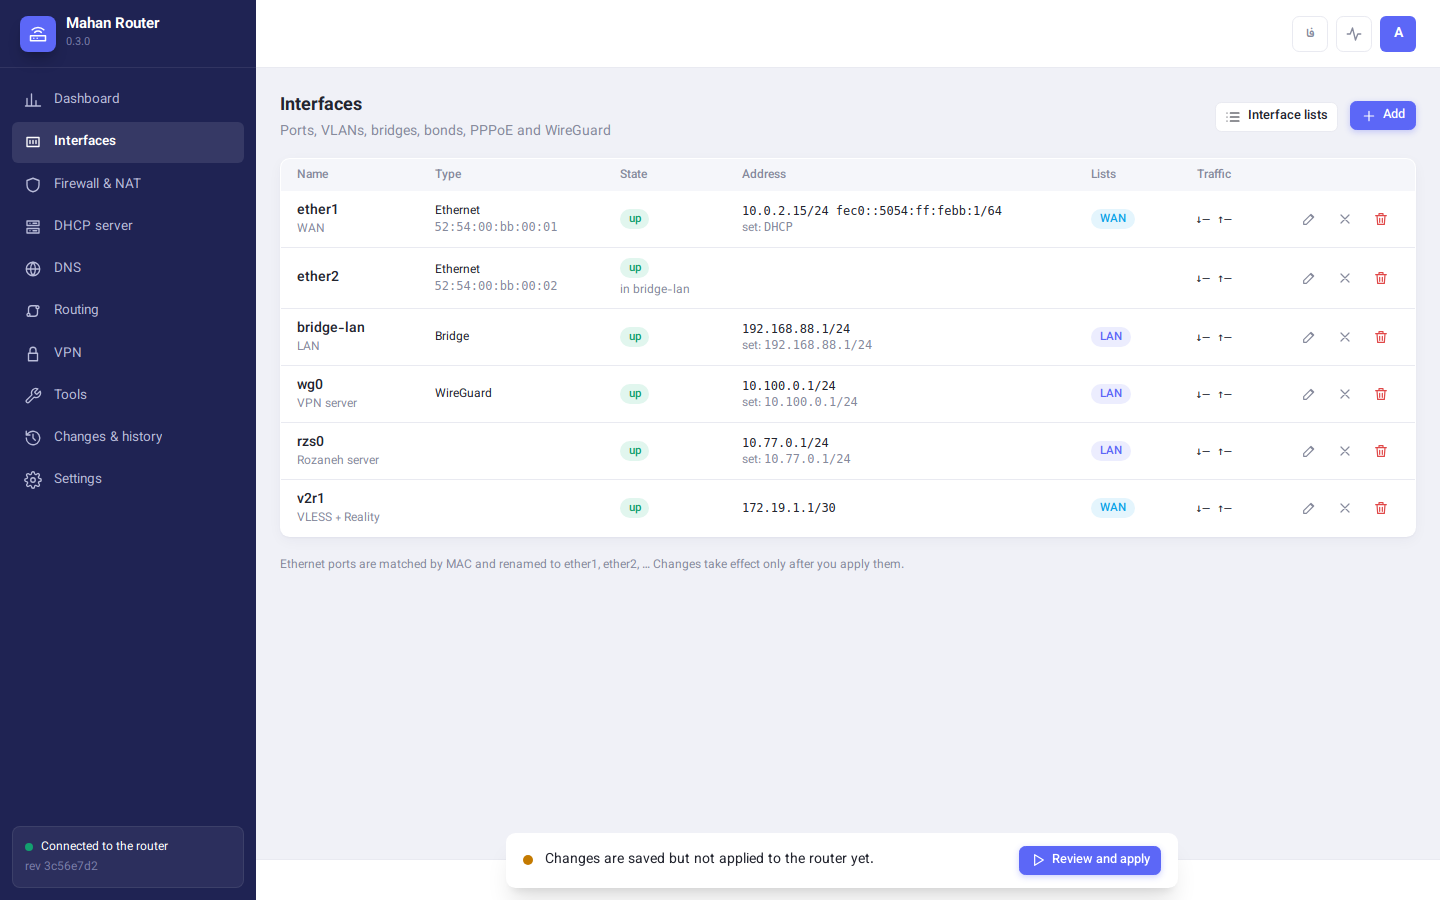 Mahan Router
0.3.0
فا
A
Dashboard
Interfaces
Firewall & NAT
DHCP server
DNS
Routing
VPN
Tools
Changes & history
Settings
Connected to the router
rev 3c56e7d2
Interfaces
Ports, VLANs, bridges, bonds, PPPoE and WireGuard
Interface lists
Add
Name Type State Address Lists Traffic
ether1 Ethernet up 10.0.2.15/24 fec0::5054:ff:febb:1/64 WAN ↓– ↑–
WAN 52:54:00:bb:00:01 set: DHCP
ether2 Ethernet up ↓– ↑–
52:54:00:bb:00:02 in bridge-lan
bridge-lan Bridge up 192.168.88.1/24 LAN ↓– ↑–
LAN set: 192.168.88.1/24
wg0 WireGuard up 10.100.0.1/24 LAN ↓– ↑–
VPN server set: 10.100.0.1/24
rzs0 up 10.77.0.1/24 LAN ↓– ↑–
Rozaneh server set: 10.77.0.1/24
v2r1 up 172.19.1.1/30 WAN ↓– ↑–
VLESS + Reality
Ethernet ports are matched by MAC and renamed to ether1, ether2, … Changes take effect only after you apply them.
Changes are saved but not applied to the router yet.
Review and apply